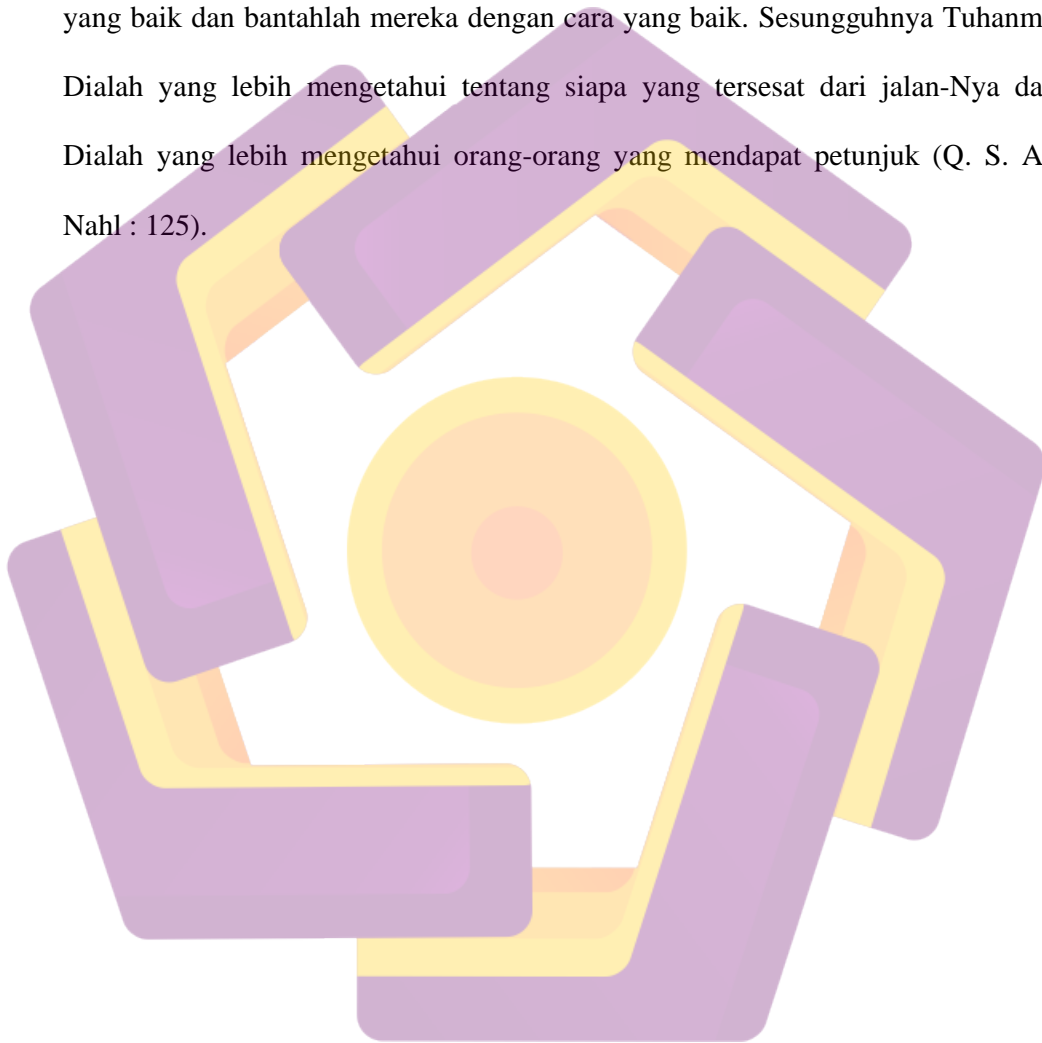 yang baik dan bantahlah mereka dengan cara yang baik. Sesungguhnya Tuhanm
Dialah yang lebih mengetahui tentang siapa yang tersesat dari jalan-Nya da
Dialah yang lebih mengetahui orang-orang yang mendapat petunjuk (Q. S. A
Nahl : 125).